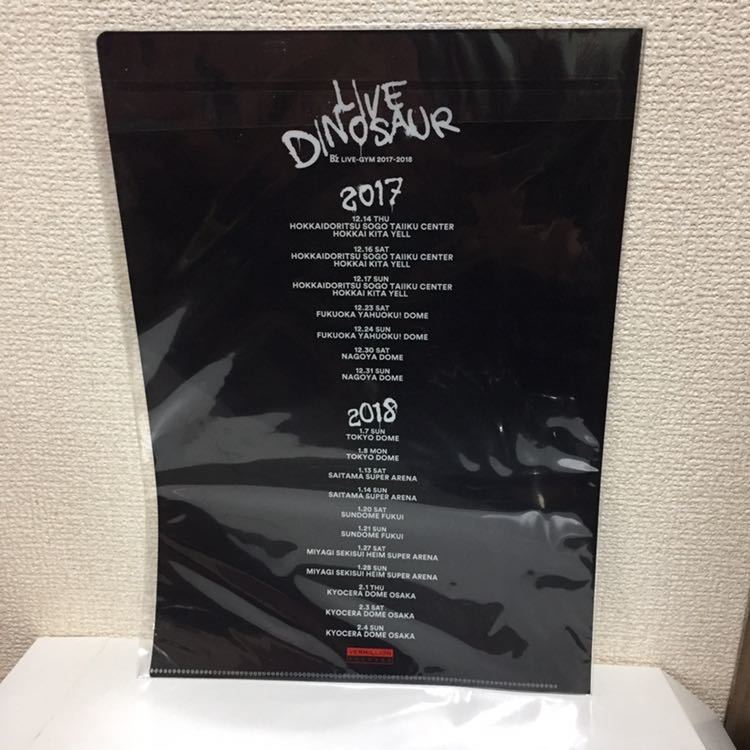 LIVE
DINOSAUR
B'z LIVE-GYM 2017-2018
2017
12.14 THU
HOKKAIDORITSU SOGO TAIIKU CENTER
HOKKAI KITA YELL
12.16 SAT
HOKKAIDORITSU SOGO TAIIKU CENTER
HOKKAI KITA YELL
12.17 SUN
HOKKAIDORITSU SOGO TAIIKU CENTER
HOKKAI KITA YELL
12.23 SAT
FUKUOKA YAHUOKU! DOME
12.24 SUN
FUKUOKA YAHUOKU! DOME
12.30 SAT
NAGOYA DOME
12.31 SUN
NAGOYA DOME
2018
1.7 SUN
TOKYO DOME
1.8 MON
TOKYO DOME
1.13 SAT
SAITAMA SUPER ARENA
1.14 SUN
SAITAMA SUPER ARENA
1.20 SAT
SUNDOME FUKUI
1.21 SUN
SUNDOME FUKUI
1.27 SAT
MIYAGI SEKISUI HEIM SUPER ARENA
1.28 SUN
MIYAGI SEKISUI HEIM SUPER ARENA
2.1 THU
KYOCERA DOME OSAKA
2.3 SAT
KYOCERA DOME OSAKA
2.4 SUN
KYOCERA DOME OSAKA
VERMILLION